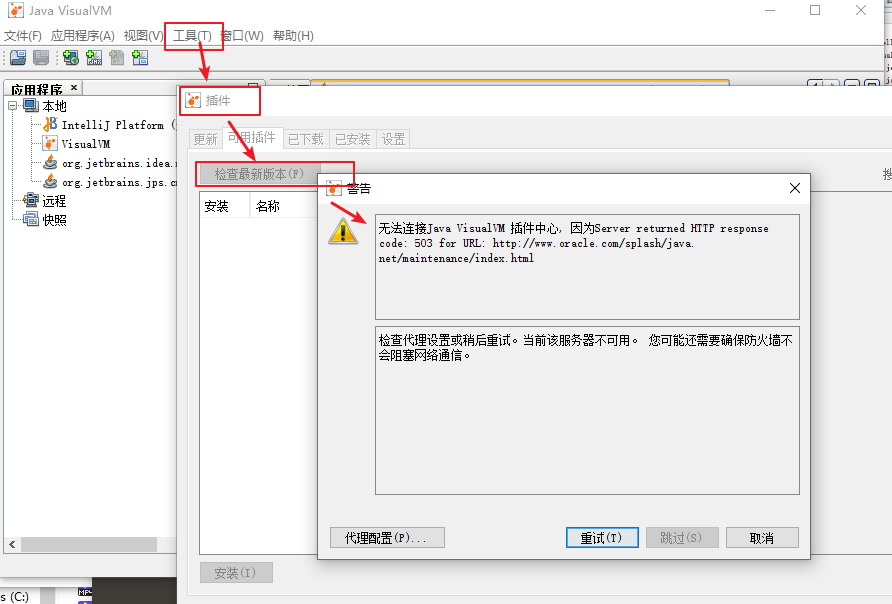 Java VisualVM
文件(F) 应用程序(A) 视图(V) 工具(T) 窗口(W) 帮助(H)
应用程序 ×
本地
IntelliJ Platform (
VisualVM
org.jetbrains.idea.
org.jetbrains.jps.c
远程
快照
插件
更新 可用插件 已下载 已安装 设置
检查最新版本(F)
搜
安装 名称
警告
无法连接Java VisualVM 插件中心, 因为Server returned HTTP response
code: 503 for URL: http://www.oracle.com/splash/java.
net/maintenance/index.html
检查代理设置或稍后重试。当前该服务器不可用。 您可能还需要确保防火墙不
会阻塞网络通信。
代理配置(P)... 重试(T) 跳过(S) 取消
安装(I)
s (C:)
MP4